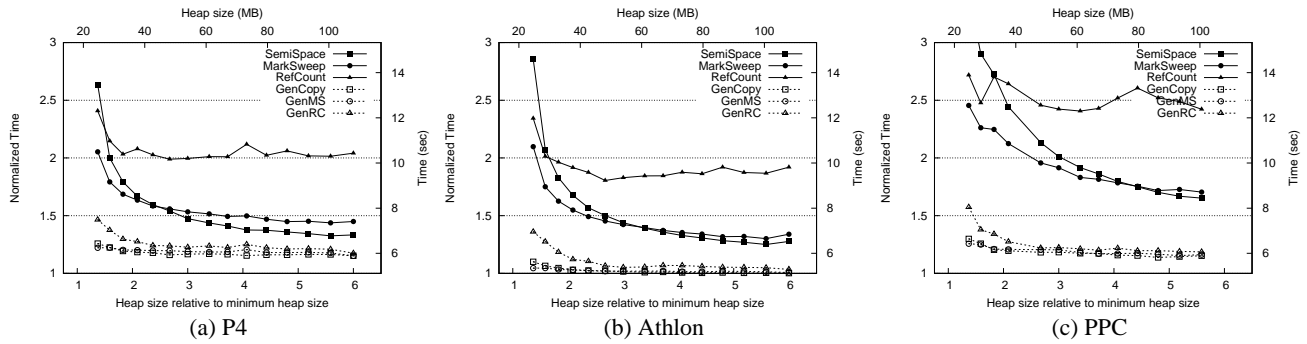 Heap size (MB)
20 40 60 80 100
3
2.5
2
1.5
1
Normalized Time
SemiSpace
MarkSweep
RefCount
GenCopy
GenMS
GenRC
14
12
10
8
6
Time (sec)
1 2 3 4 5 6
Heap size relative to minimum heap size
(a) P4
Heap size (MB)
20 40 60 80 100
3
2.5
2
1.5
1
Normalized Time
SemiSpace
MarkSweep
RefCount
GenCopy
GenMS
GenRC
14
12
10
8
6
Time (sec)
1 2 3 4 5 6
Heap size relative to minimum heap size
(b) Athlon
Heap size (MB)
20 40 60 80 100
3
2.5
2
1.5
1
Normalized Time
SemiSpace
MarkSweep
RefCount
GenCopy
GenMS
GenRC
14
12
10
8
6
Time (sec)
1 2 3 4 5 6
Heap size relative to minimum heap size
(c) PPC